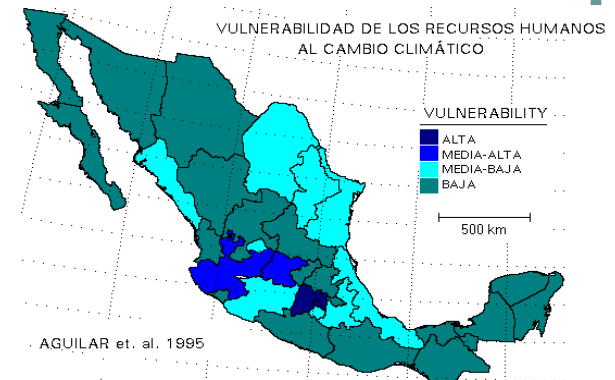 VULNERABILIDAD DE LOS RECURSOS HUMANOS
AL CAMBIO CLIMÁTICO
VULNERABILITY
ALTA
MEDIA-ALTA
MEDIA-BAJA
BAJA
500 km
AGUILAR et. al. 1995